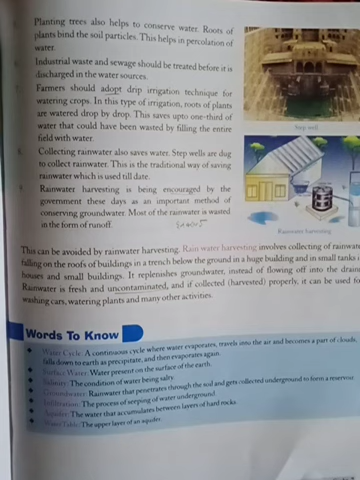 Planting trees also helps to conserve water. Roots of
plants bind the soil particles. This helps in percolation of
water.
Industrial waste and sewage should be treated before it is
discharged in the water sources.
Farmers should adopt drip irrigation technique for
watering crops. In this type of irrigation, roots of plants
are watered drop by drop. This saves upto one-third of
water that could have been wasted by filling the entire
field with water.
Step well
Collecting rainwater also saves water. Step wells are dug
to collect rainwater. This is the traditional way of saving
rainwater which is used till date.
Rainwater harvesting is being encouraged by the
government these days as an important method of
conserving groundwater. Most of the rainwater is wasted
in the form of runoff.
Rainwater harvesting
This can be avoided by rainwater harvesting. Rain water harvesting involves collecting of rainwate
falling on the roofs of buildings in a trench below the ground in a huge building and in small tanks i
houses and small buildings. It replenishes groundwater, instead of flowing off into the drain
Rainwater is fresh and uncontaminated, and if collected (harvested) properly, it can be used fo
washing cars, watering plants and many other activities.
Words To Know
Water Cycle: A continuous cycle where water evaporates, travels into the air and becomes a part of clouds,
falls down to earth as precipitate, and then evaporates again.
Surface Water: Water present on the surface of the earth.
Salinity: The condition of water being salty.
Groundwater: Rainwater that penetrates through the soil and gets collected underground to form a reservoir.
Infiltration: The process of seeping of water underground.
Aquifer: The water that accumulates between layers of hard rocks.
Water Table: The upper layer of an aquifer.